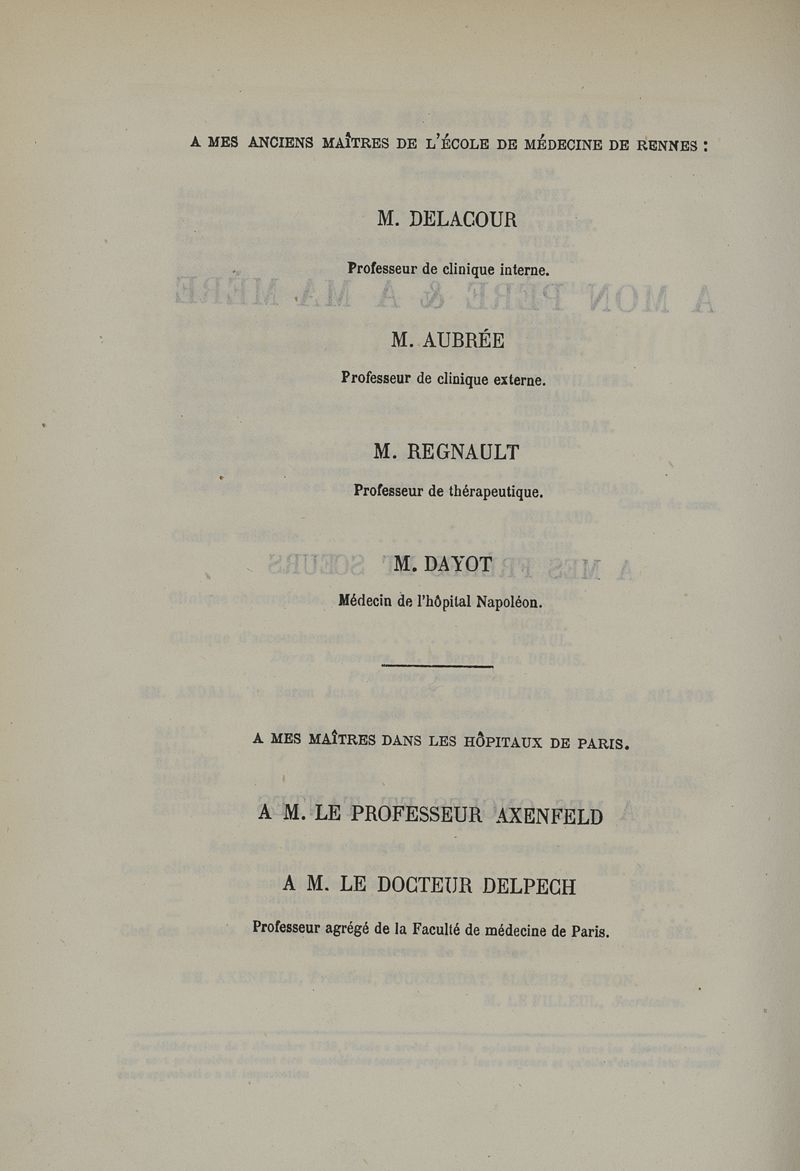 A MES ANCIENS MAÎTRES DE L'ÉCOLE DE MÉDECINE DE RENNES :
M. DELACOUR
Professeur de clinique interne.
M. AUBRÉE
Professeur de clinique externe.
M. REGNAULT
Professeur de thérapeutique.
M. DAYOT
Médecin de l'hôpital Napoléon.
A MES MAÎTRES DANS LES HÔPITAUX DE PARIS.
A M. LE PROFESSEUR AXENFELD
A M. LE DOCTEUR DELPECH
Professeur agrégé de la Faculté de médecine de Paris.